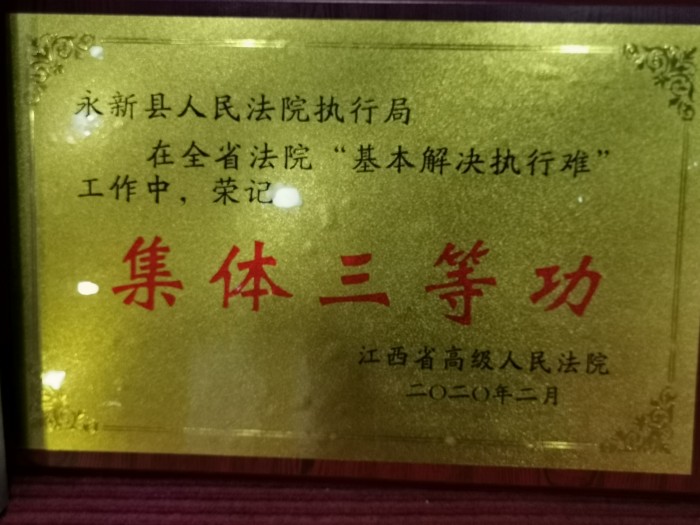 永新县人民法院执行局
在全省法院“基本解决执行难”
工作中，荣记
集体三等功
江西省高级人民法院
二〇二〇年二月